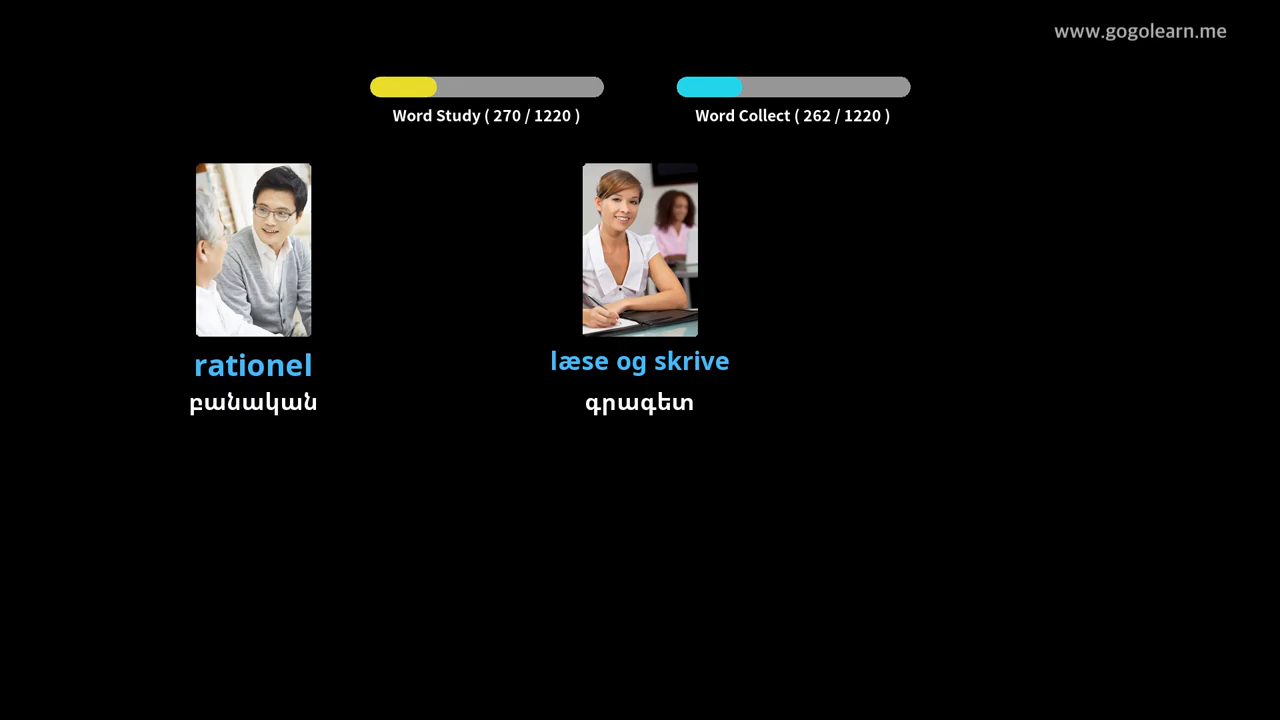 www.gogolearn.me
Word Study ( 270 / 1220 )
Word Collect ( 262 / 1220 )
rationel
բանական
læse og skrive
գրագետ